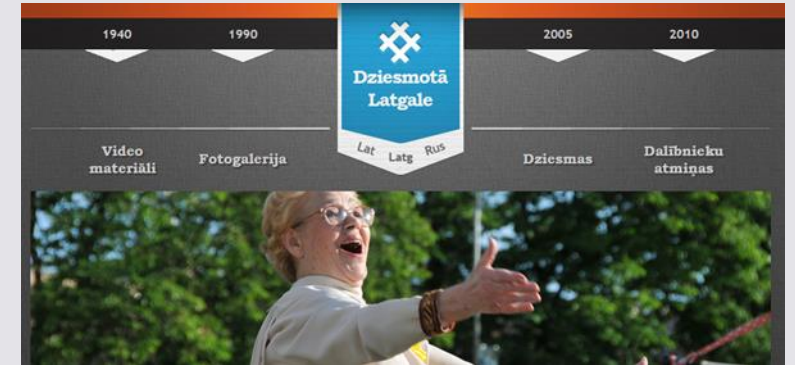 1940
1990
2005
2010
Dziesmotā
Latgale
Lat Latg Rus
Video
materiāli
Fotogalerija
Dziesmas
Dalībnieku
atmiņas